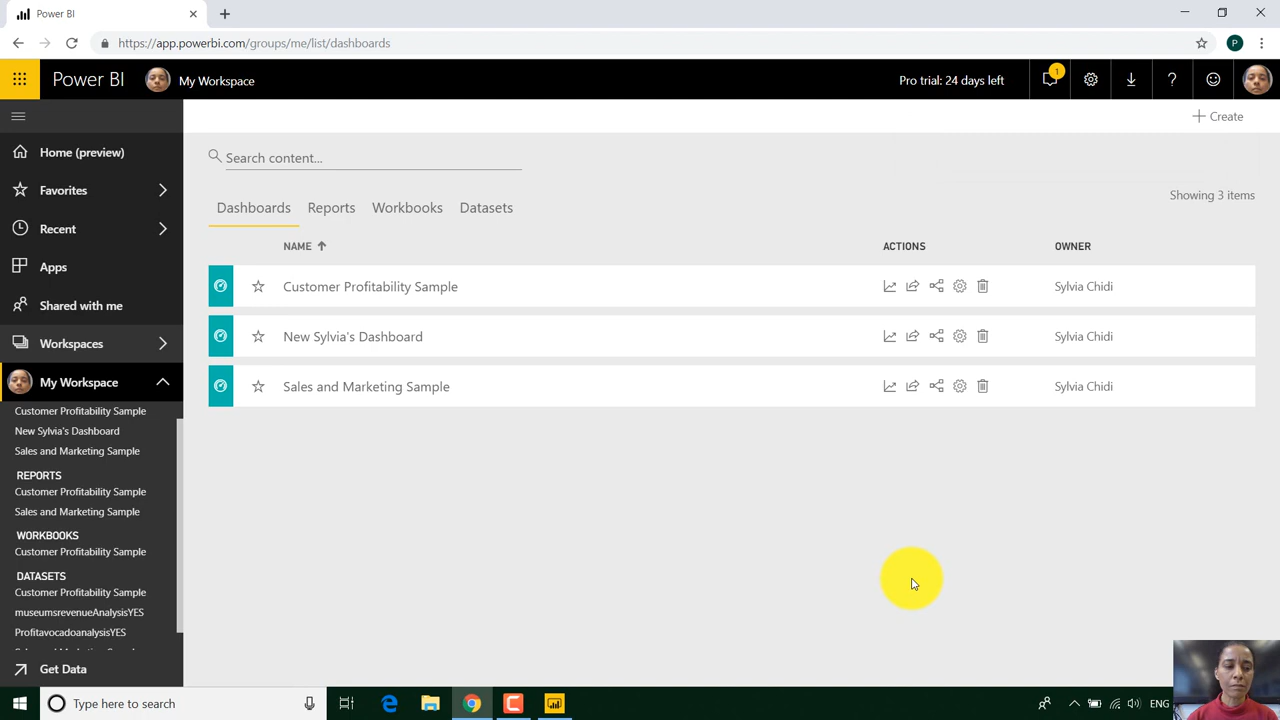 Power BI
https://app.powerbi.com/groups/me/list/dashboards
P
Power BI
My Workspace
Pro trial: 24 days left
1
?
Create
Home (preview)
Favorites
Recent
Apps
Shared with me
Workspaces
My Workspace
Customer Profitability Sample
New Sylvia's Dashboard
Sales and Marketing Sample
REPORTS
Customer Profitability Sample
Sales and Marketing Sample
WORKBOOKS
Customer Profitability Sample
DATASETS
Customer Profitability Sample
museumsrevenueAnalysisYES
ProfitavocadoanalysisYES
Get Data
Search content...
Showing 3 items
Dashboards Reports Workbooks Datasets
NAME ACTIONS OWNER
Customer Profitability Sample Sylvia Chidi
New Sylvia's Dashboard Sylvia Chidi
Sales and Marketing Sample Sylvia Chidi
Type here to search
ENG